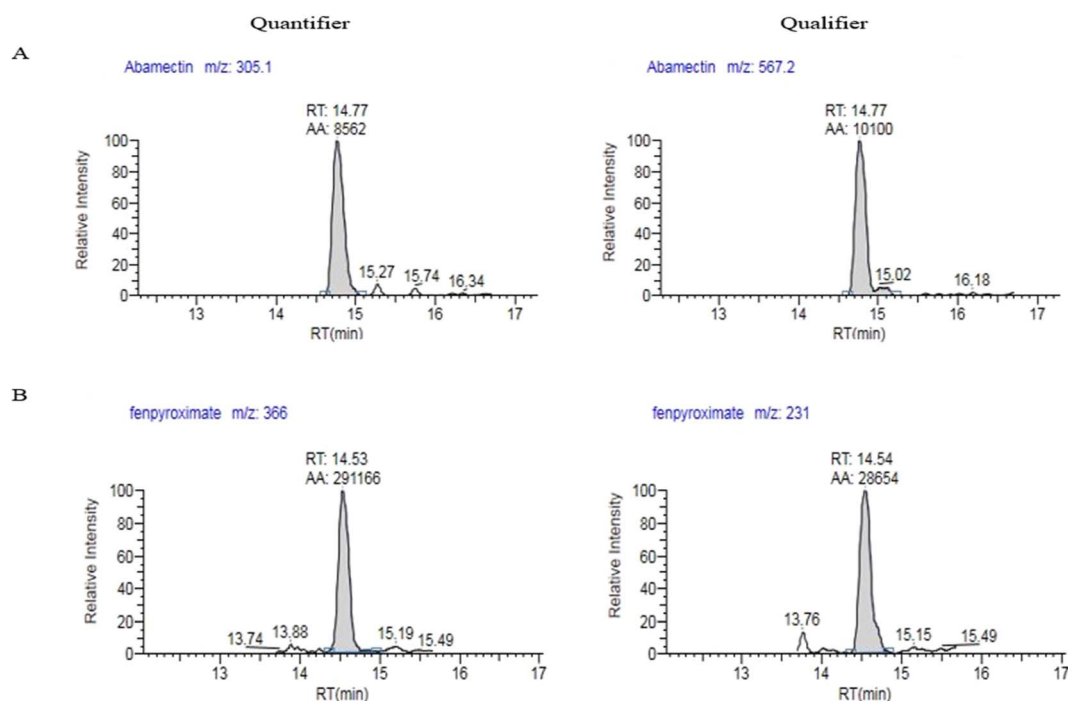 Quantifier
Qualifier
A
Abamectin m/z: 305.1
Abamectin m/z: 567.2
RT: 14.77
AA: 8562
RT: 14.77
AA: 10100
Relative Intensity
100
80
60
40
20
0
15.27
15.74
16.34
13
14
15
16
17
RT(min)
Relative Intensity
100
80
60
40
20
0
15.02
16.18
13
14
15
16
17
RT(min)
B
fenpyroximate m/z: 366
fenpyroximate m/z: 231
RT: 14.53
AA: 291166
RT: 14.54
AA: 28654
Relative Intensity
100
80
60
40
20
0
13.74
13.88
15.19
15.49
13
14
15
16
17
RT(min)
Relative Intensity
100
80
60
40
20
0
13.76
15.15
15.49
13
14
15
16
17
RT(min)